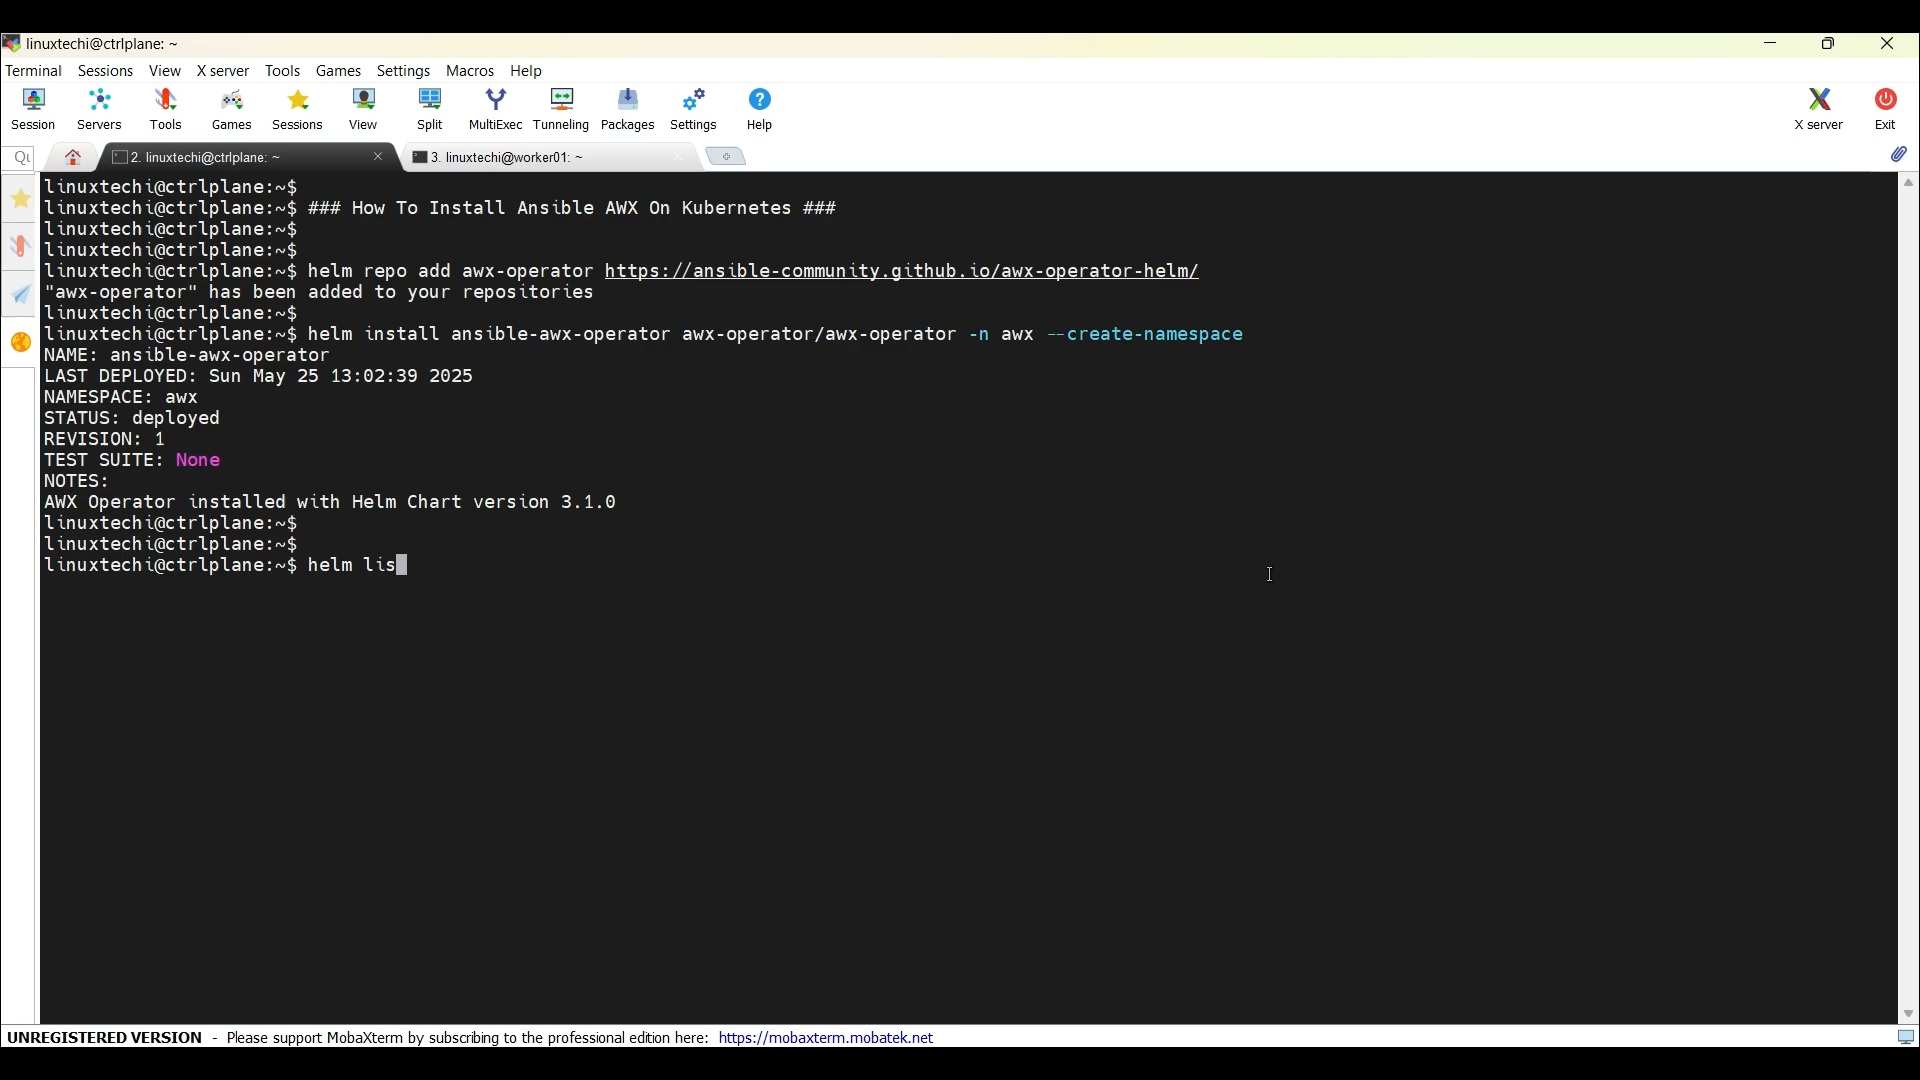 linuxtechi@ctrlplane: ~
Terminal Sessions View X server Tools Games Settings Macros Help
Session Servers Tools Games Sessions View Split MultiExec Tunneling Packages Settings Help X server Exit
2. linuxtechi@ctrlplane: ~ 3. linuxtechi@worker01: ~
linuxtechi@ctrlplane:~$
linuxtechi@ctrlplane:~$ ### How To Install Ansible AWX On Kubernetes ###
linuxtechi@ctrlplane:~$
linuxtechi@ctrlplane:~$
linuxtechi@ctrlplane:~$ helm repo add awx-operator https://ansible-community.github.io/awx-operator-helm/
"awx-operator" has been added to your repositories
linuxtechi@ctrlplane:~$
linuxtechi@ctrlplane:~$ helm install ansible-awx-operator awx-operator/awx-operator -n awx --create-namespace
NAME: ansible-awx-operator
LAST DEPLOYED: Sun May 25 13:02:39 2025
NAMESPACE: awx
STATUS: deployed
REVISION: 1
TEST SUITE: None
NOTES:
AWX Operator installed with Helm Chart version 3.1.0
linuxtechi@ctrlplane:~$
linuxtechi@ctrlplane:~$
linuxtechi@ctrlplane:~$ helm lis
UNREGISTERED VERSION - Please support MobaXterm by subscribing to the professional edition here: https://mobaxterm.mobatek.net